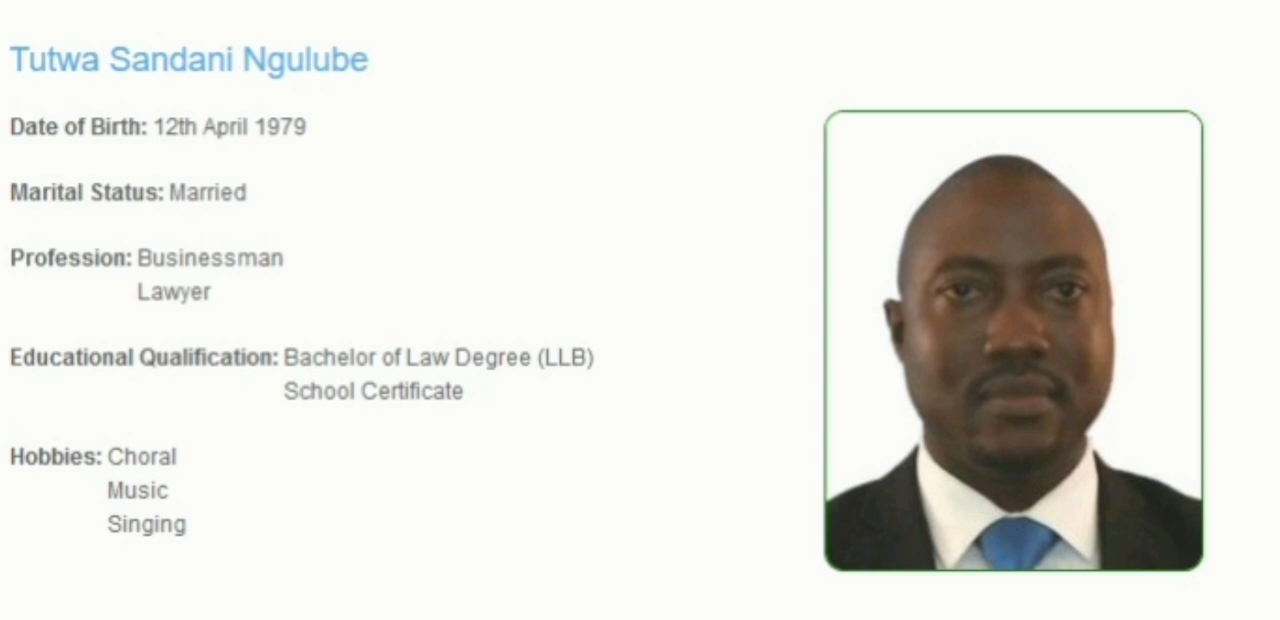 Tutwa Sandani Ngulube
Date of Birth: 12th April 1979
Marital Status: Married
Profession: Businessman
Lawyer
Educational Qualification: Bachelor of Law Degree (LLB)
School Certificate
Hobbies: Choral
Music
Singing